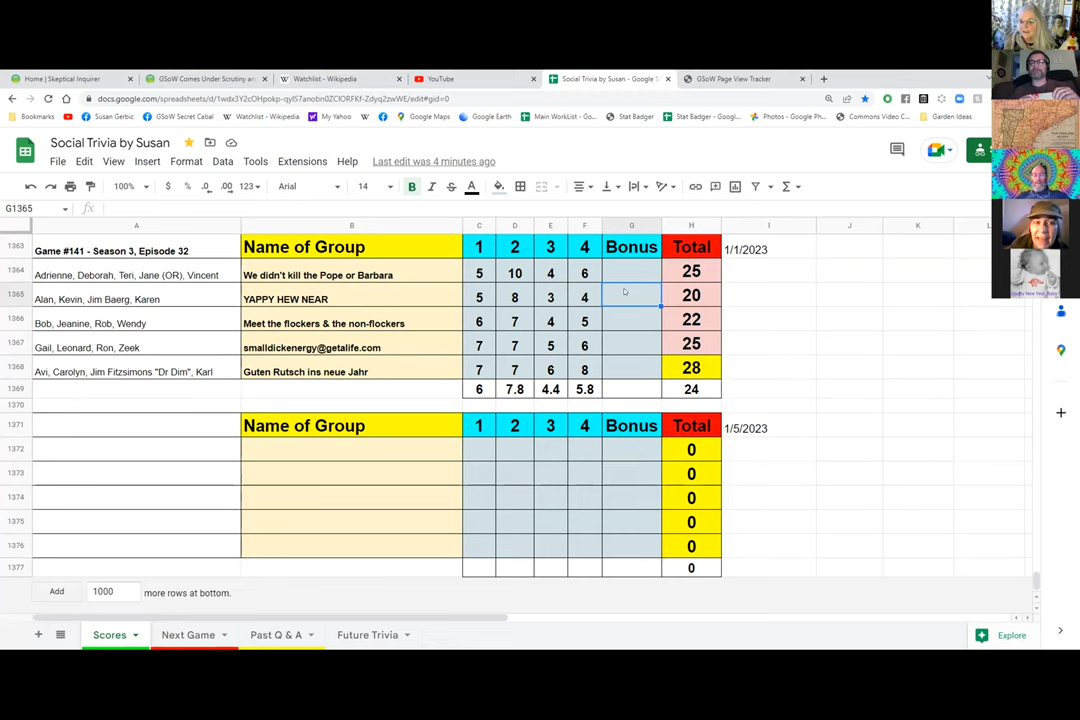 Home | Skeptical Inquirer × GSoW Comes Under Scrutiny an × Watchlist - Wikipedia × YouTube × Social Trivia by Susan - Google S × GSoW Page View Tracker × +
docs.google.com/spreadsheets/d/1wdx3Y2cOHpokp-qyIS7anobn0ZCIORFKf-Zdyq2zwWE/edit#gid=0
Bookmarks Susan Gerbic GSoW Secret Cabal Watchlist - Wikipedia My Yahoo Google Maps Google Earth Main WorkList - Go... Stat Badger Stat Badger - Googl... Photos - Google Ph... Commons Video C... Garden Ideas
Social Trivia by Susan
File Edit View Insert Format Data Tools Extensions Help Last edit was 4 minutes ago
100% $ % .0 .00 123 Arial 14 B I S A
G1365 fx
A B C D E F G H I J K L
1363 Game #141 - Season 3, Episode 32 Name of Group 1 2 3 4 Bonus Total 1/1/2023
1364 Adrienne, Deborah, Teri, Jane (OR), Vincent We didn't kill the Pope or Barbara 5 10 4 6 25
1365 Alan, Kevin, Jim Baerg, Karen YAPPY HEW NEAR 5 8 3 4 20
1366 Bob, Jeanine, Rob, Wendy Meet the flockers & the non-flockers 6 7 4 5 22
1367 Gail, Leonard, Ron, Zeek smalldickenergy@getalife.com 7 7 5 6 25
1368 Avi, Carolyn, Jim Fitzsimons "Dr Dim", Karl Guten Rutsch ins neue Jahr 7 7 6 8 28
1369 6 7.8 4.4 5.8 24
1370
1371 Name of Group 1 2 3 4 Bonus Total 1/5/2023
1372 0
1373 0
1374 0
1375 0
1376 0
1377 0
Add 1000 more rows at bottom.
+ Scores Next Game Past Q & A Future Trivia Explore